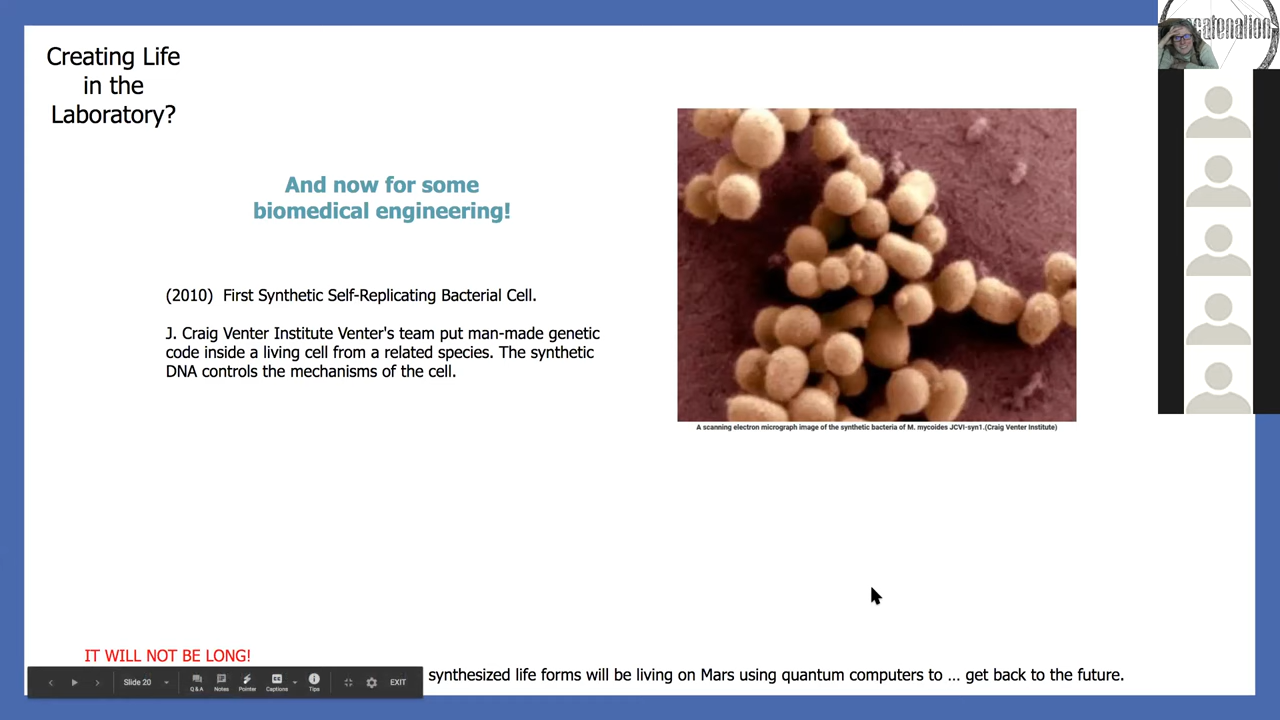 Creating Life
in the
Laboratory?
And now for some
biomedical engineering!
(2010) First Synthetic Self-Replicating Bacterial Cell.
J. Craig Venter Institute Venter's team put man-made genetic
code inside a living cell from a related species. The synthetic
DNA controls the mechanisms of the cell.
A scanning electron micrograph image of the synthetic bacteria of M. mycoides JCVI-syn1.(Craig Venter Institute)
IT WILL NOT BE LONG!
synthesized life forms will be living on Mars using quantum computers to ... get back to the future.
Slide 20
Q&A
Notes
Pointer
Captions
Tips
EXIT